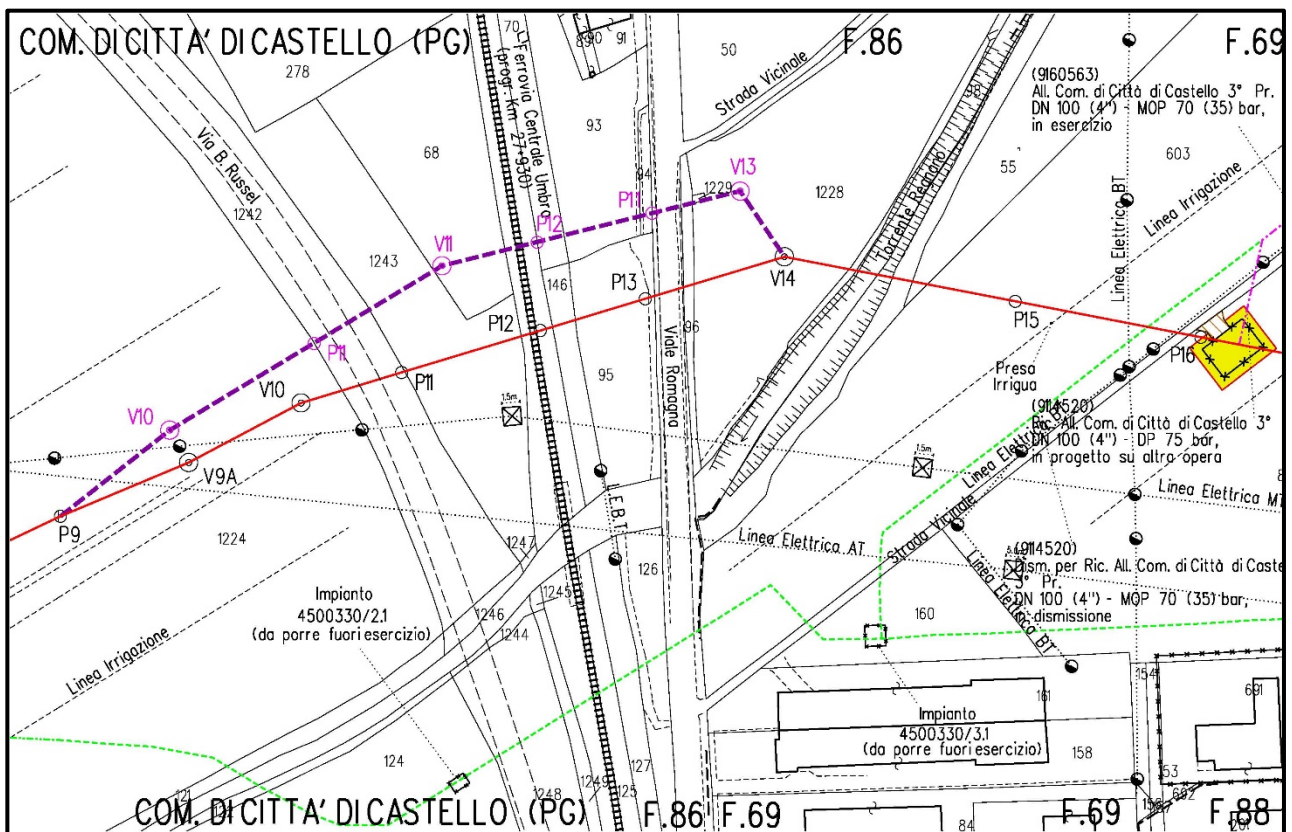 COM. DI CITTA' DI CASTELLO (PG)
F.86
F.69
278
70
90
91
50
Strada Vicinale
98
(9160563)
All. Com. di Città di Castello 3° Pr.
DN 100 (4") - MOP 70 (35) bar,
in esercizio
Via B. Russel
1242
68
L'Ferrovia Centrale Umbra
(progr. Km 27+930)
93
94
55
603
Linea Elettrica BT
Linea Irrigazione
V13
1229
1228
P11
P12
V11
1243
Torrente Regnano
V14
146
P13
P12
P15
P11
V10
P11
96
95
Viale Romagna
P16
V10
1,5m
Presa
Irrigua
(9114520)
Ric. All. Com. di Città di Castello 3°
DN 100 (4") - DP 75 bar,
in progetto su altra opera
Linea Elettrica BT
V9A
1,5m
P9
Linea Elettrica MT
1224
Strada Vicinale
L.E.B.T.
Linea Elettrica AT
1247
126
(9114520)
Dism. per Ric. All. Com. di Città di Caste
3° Pr.
DN 100 (4") - MOP 70 (35) bar,
in dismissione
Linea Elettrica BT
Impianto
4500330/2.1
(da porre fuori esercizio)
1245
1246
1244
160
Linea Irrigazione
154
161
691
Impianto
4500330/3.1
(da porre fuori esercizio)
158
124
127
1249
125
1248
121
COM. DI CITTA' DI CASTELLO (PG)
F.86
F.69
F.69
F.88
84